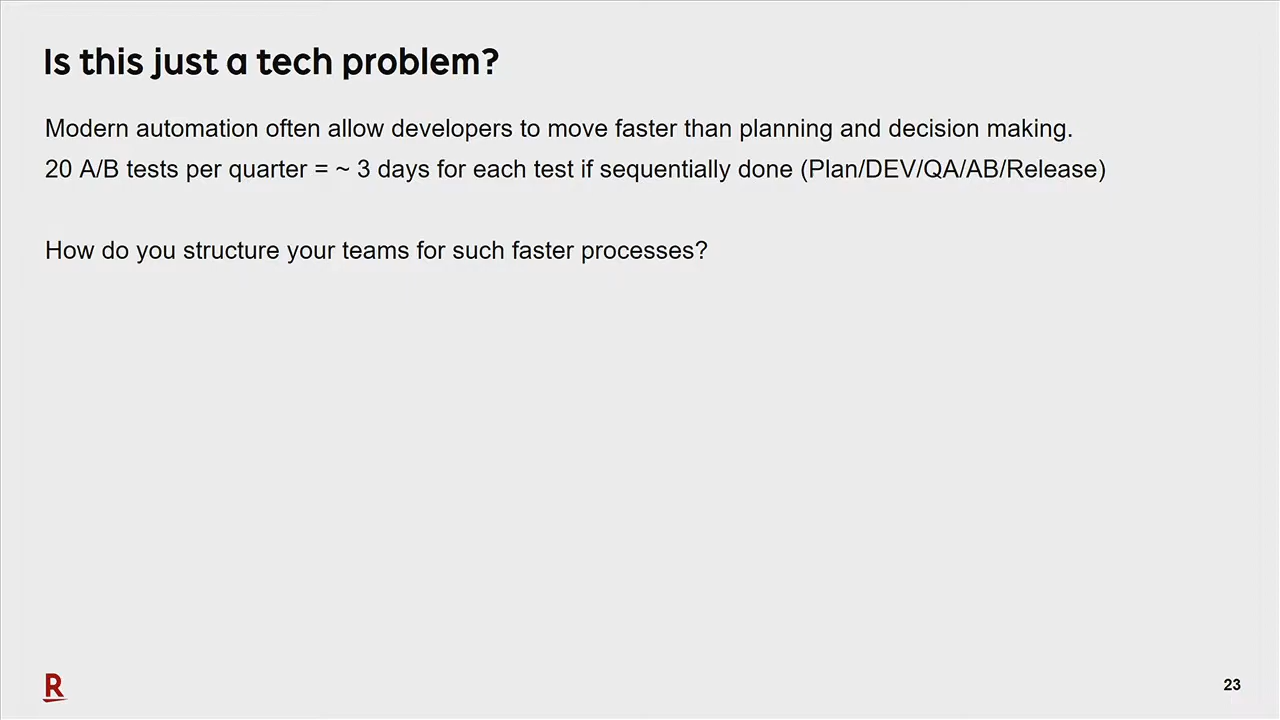 Is this just a tech problem?
Modern automation often allow developers to move faster than planning and decision making.
20 A/B tests per quarter = ~ 3 days for each test if sequentially done (Plan/DEV/QA/AB/Release)
How do you structure your teams for such faster processes?
R
23